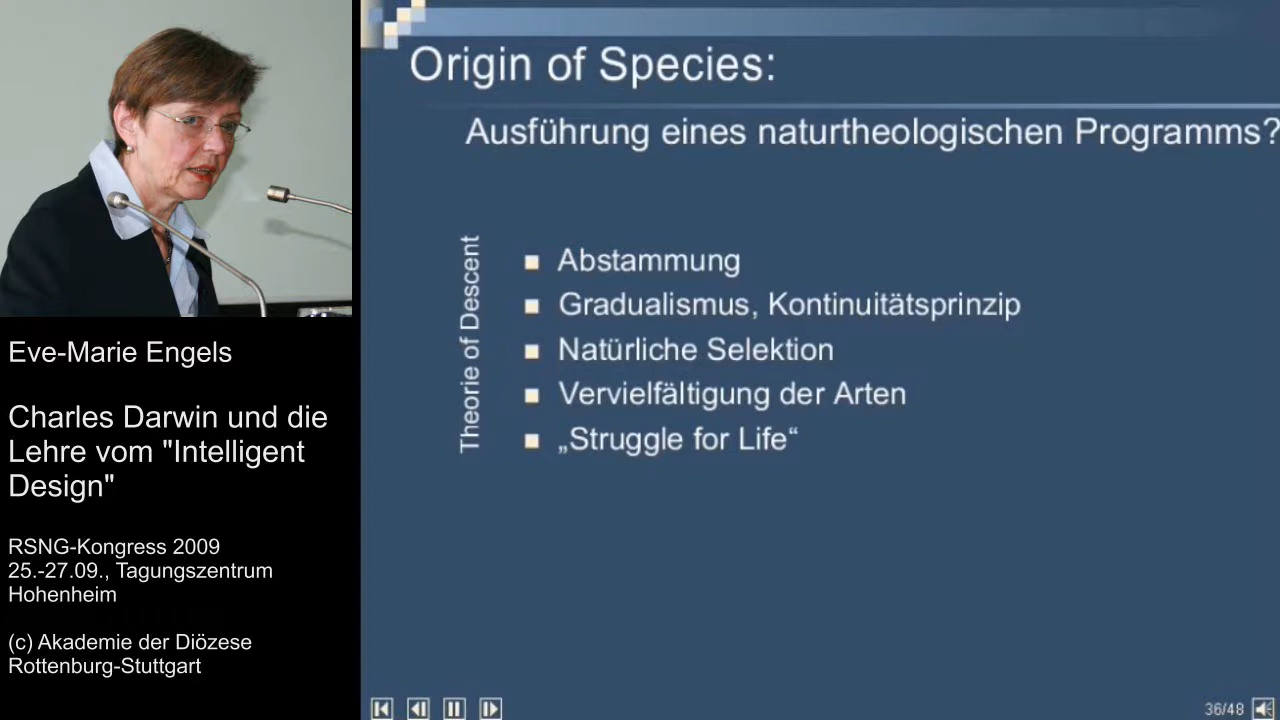 Origin of Species:
Ausführung eines naturtheologischen Programms?
Theorie of Descent
Abstammung
Gradualismus, Kontinuitätsprinzip
Natürliche Selektion
Vervielfältigung der Arten
„Struggle for Life“
Eve-Marie Engels
Charles Darwin und die
Lehre vom "Intelligent
Design"
RSNG-Kongress 2009
25.-27.09., Tagungszentrum
Hohenheim
(c) Akademie der Diözese
Rottenburg-Stuttgart
36/48